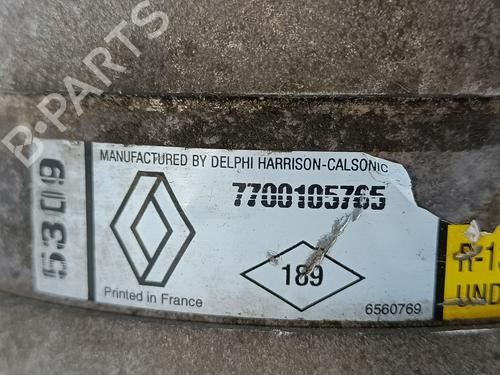 B-PARTS
5309
MANUFACTURED BY DELPHI HARRISON-CALSONIC
7700105765
189
Printed in France
6560769